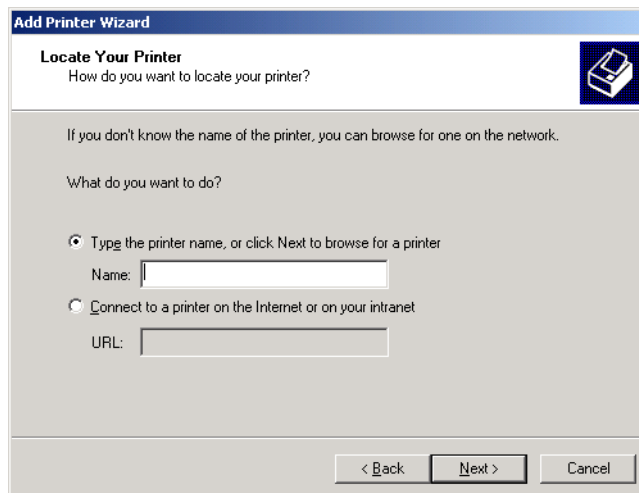 Add Printer Wizard
Locate Your Printer
How do you want to locate your printer?
If you don't know the name of the printer, you can browse for one on the network.
What do you want to do?
Type the printer name, or click Next to browse for a printer
Name:
Connect to a printer on the Internet or on your intranet
URL:
< Back Next > Cancel